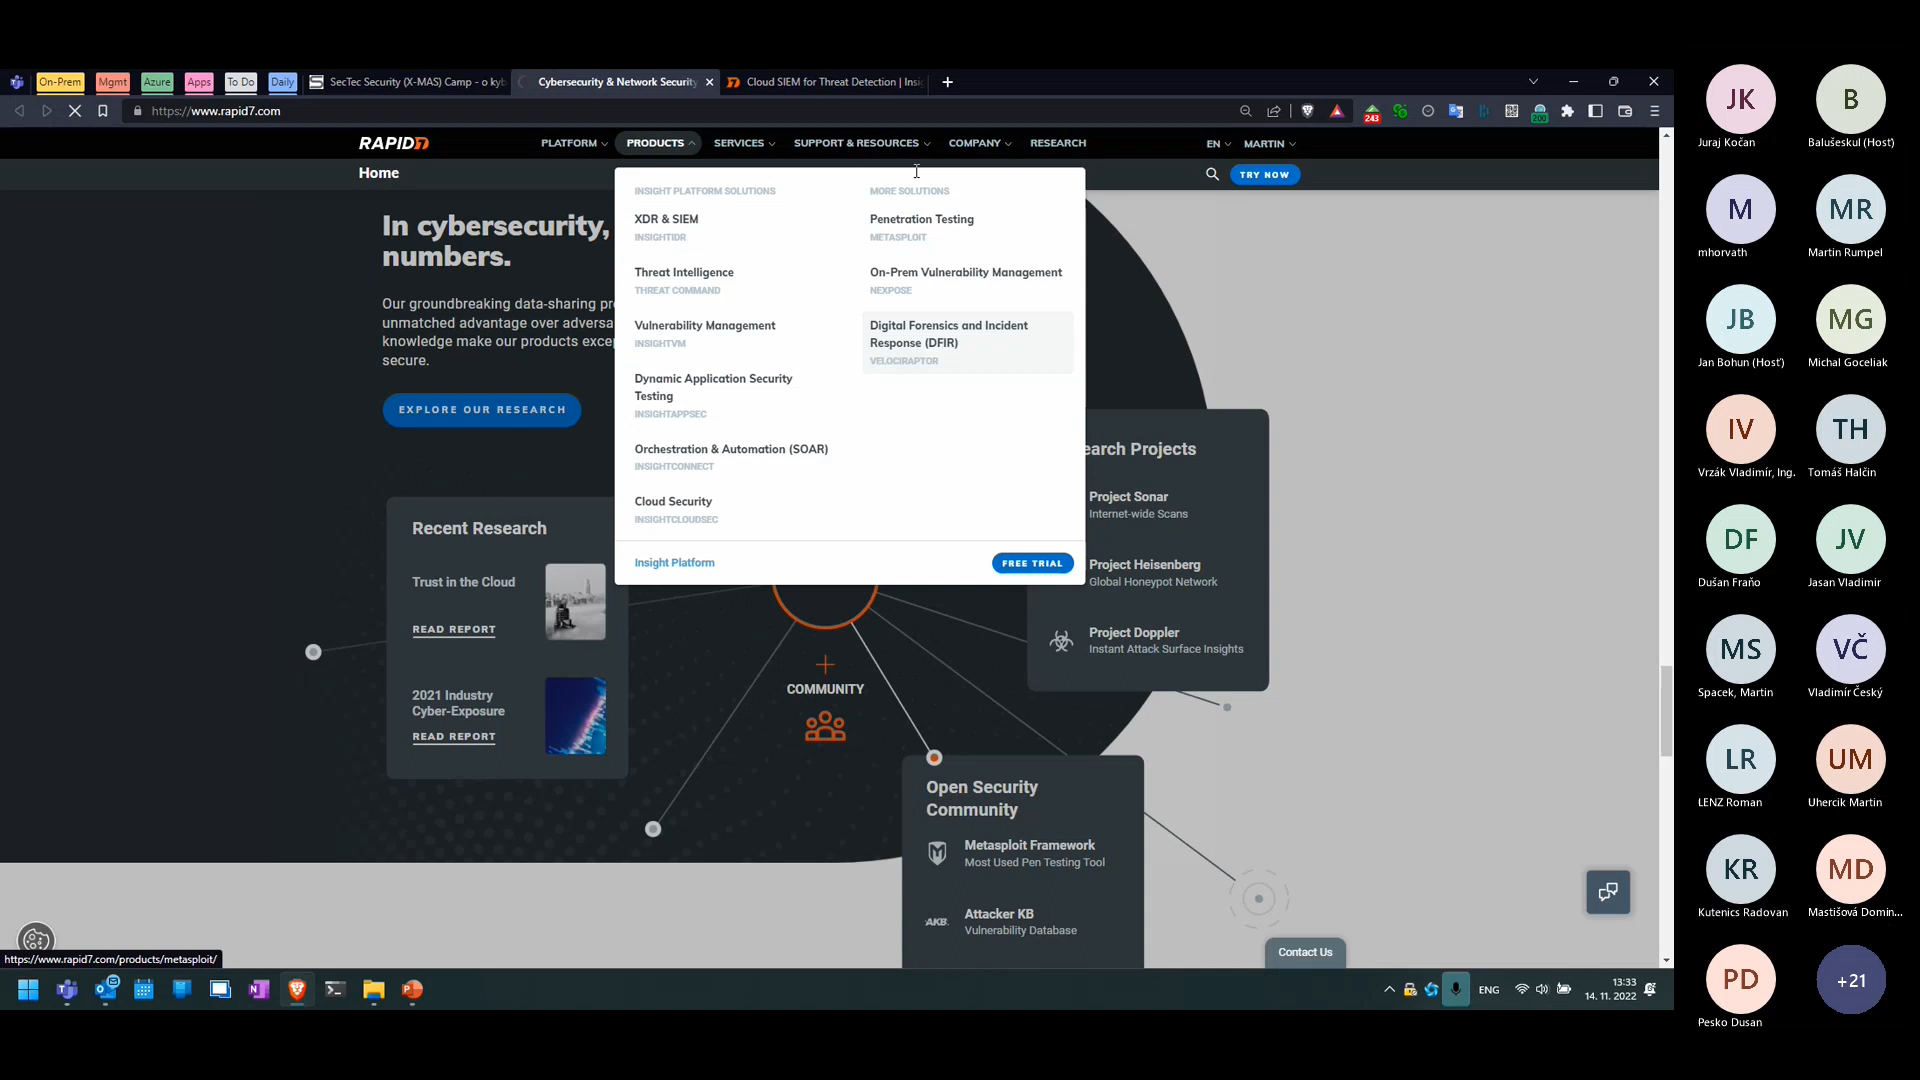 On-Prem
Mgmt
Azure
Apps
To Do
Daily
SecTec Security (X-MAS) Camp - o kyb
Cybersecurity & Network Security
Cloud SIEM for Threat Detection | Insi
https://www.rapid7.com
243
200
RAPID7
PLATFORM
PRODUCTS
SERVICES
SUPPORT & RESOURCES
COMPANY
RESEARCH
EN
MARTIN
Home
TRY NOW
In cybersecurity,
numbers.
Our groundbreaking data-sharing pr
unmatched advantage over adversa
knowledge make our products excep
secure.
EXPLORE OUR RESEARCH
INSIGHT PLATFORM SOLUTIONS
XDR & SIEM
INSIGHTIDR
Threat Intelligence
THREAT COMMAND
Vulnerability Management
INSIGHTVM
Dynamic Application Security
Testing
INSIGHTAPPSEC
Orchestration & Automation (SOAR)
INSIGHTCONNECT
Cloud Security
INSIGHTCLOUDSEC
MORE SOLUTIONS
Penetration Testing
METASPLOIT
On-Prem Vulnerability Management
NEXPOSE
Digital Forensics and Incident
Response (DFIR)
VELOCIRAPTOR
Insight Platform
FREE TRIAL
Recent Research
Trust in the Cloud
READ REPORT
2021 Industry
Cyber-Exposure
READ REPORT
COMMUNITY
earch Projects
Project Sonar
Internet-wide Scans
Project Heisenberg
Global Honeypot Network
Project Doppler
Instant Attack Surface Insights
Open Security
Community
Metasploit Framework
Most Used Pen Testing Tool
AKB
Attacker KB
Vulnerability Database
Contact Us
https://www.rapid7.com/products/metasploit/
ENG
13:33
14. 11. 2022
JK
Juraj Kočan
B
Balušeskul (Hosť)
M
mhorvath
MR
Martin Rumpel
JB
Jan Bohun (Hosť)
MG
Michal Goceliak
IV
Vrzák Vladimír, Ing.
TH
Tomáš Halčin
DF
Dušan Fraňo
JV
Jasan Vladimir
MS
Spacek, Martin
VČ
Vladimír Český
LR
LENZ Roman
UM
Uhercik Martin
KR
Kutenics Radovan
MD
Mastišová Domin...
PD
Pesko Dusan
+21